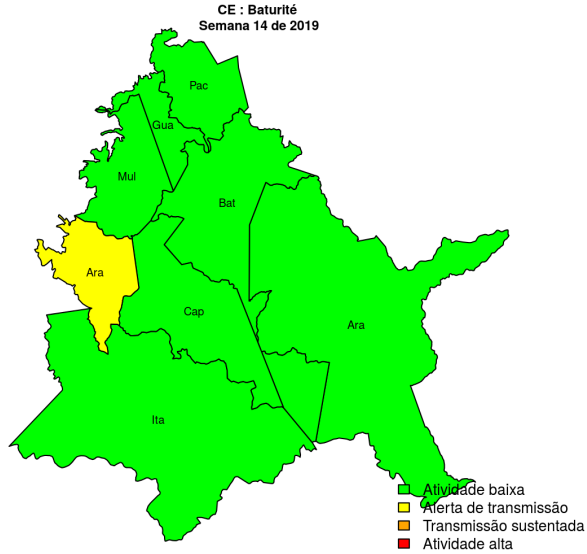 CE : Baturité
Semana 14 de 2019
Pac
Gua
Mul
Bat
Ara
Cap
Ara
Ita
Atividade baixa
Alerta de transmissão
Transmissão sustentada
Atividade alta